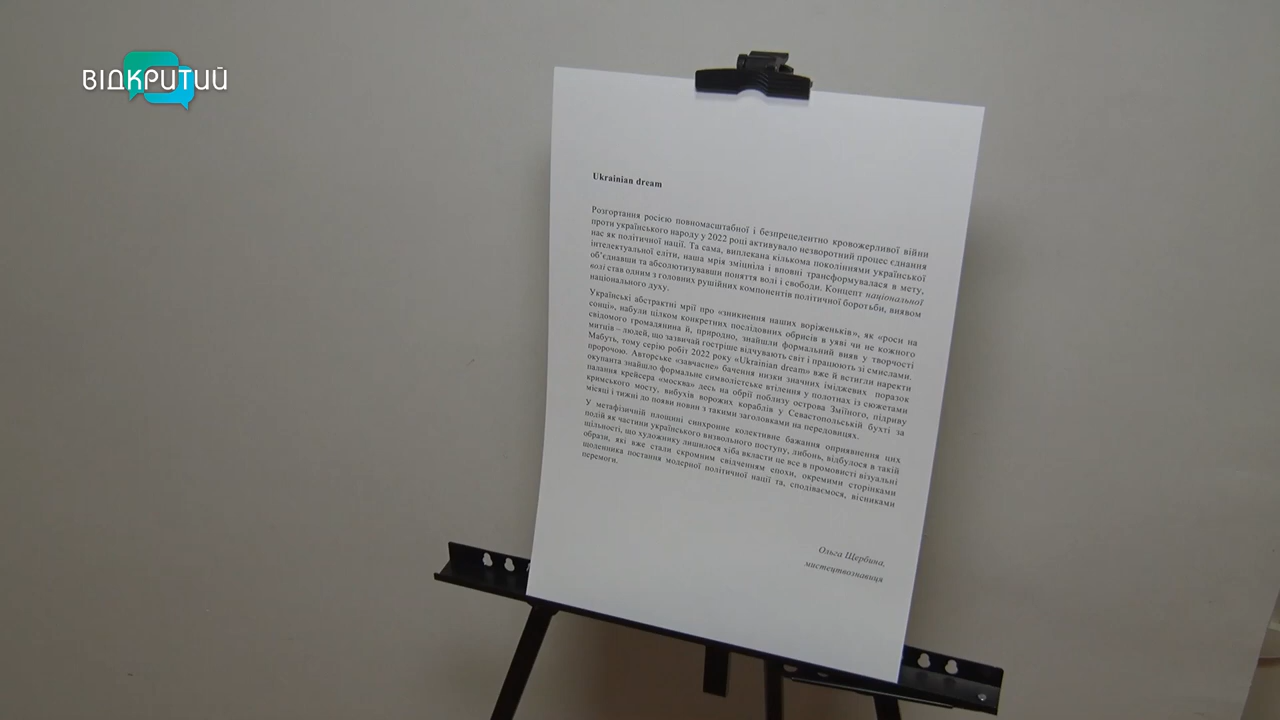 ВІДКРИТИЙ
Ukrainian dream
Розгортання росією повномасштабної і безпрецедентно кровожерливої війни
проти українського народу у 2022 році активувало незворотний процес єднання
нас як політичної нації. Та сама, виплекана кількома поколіннями української
інтелектуальної еліти, наша мрія зміцніла і вповні трансформувалася в мету,
об’єднавши та абсолютизувавши поняття волі і свободи. Концепт національної
волі став одним з головних рушійних компонентів політичної боротьби, виявом
національного духу.
Українські абстрактні мрії про «зникнення наших воріженьків», як «роси на
сонці», набули цілком конкретних послідовних обрисів в уяві чи не кожного
свідомого громадянина й, природно, знайшли формальний вияв у творчості
митців – людей, що зазвичай гостріше відчувають світ і працюють зі смислами.
Мабуть, тому серію робіт 2022 року «Ukrainian dream» вже й встигли наректи
пророчою. Авторське «завчасне» бачення низки значних іміджевих поразок
окупанта знайшло формальне символістське втілення у полотнах із сюжетами
палання крейсера «москва» десь на обрії поблизу острова Зміїного, підриву
кримського мосту, вибухів ворожих кораблів у Севастопольській бухті за
місяці і тижні до появи новин з такими заголовками на передовицях.
У метафізичній площині синхронне колективне бажання оприявнення цих
подій як частини українського визвольного поступу, либонь, відбулося в такій
щільності, що художнику лишилося хіба вкласти це все в промовисті візуальні
образи, які вже стали скромним свідченням епохи, окремими сторінками
щоденника постання модерної політичної нації та, сподіваємося, вісниками
перемоги.
Ольга Щербина,
мистецтвознавиця